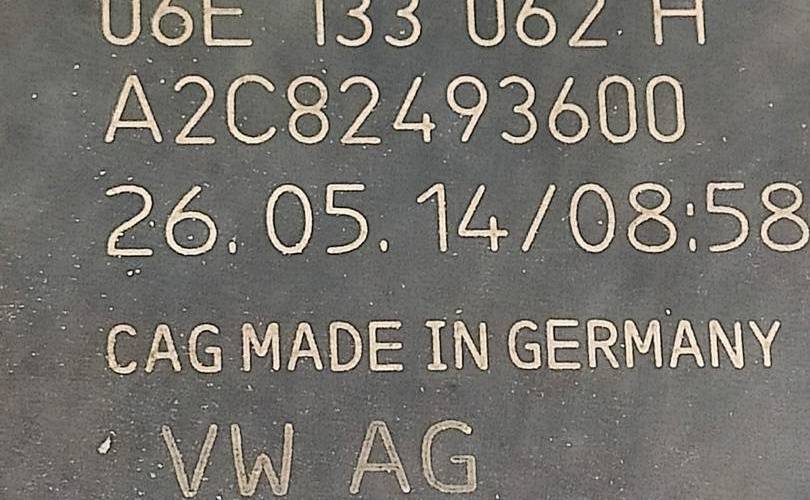 06E 133 062 H
A2C82493600
26.05.14/08:58
CAG MADE IN GERMANY
VW AG